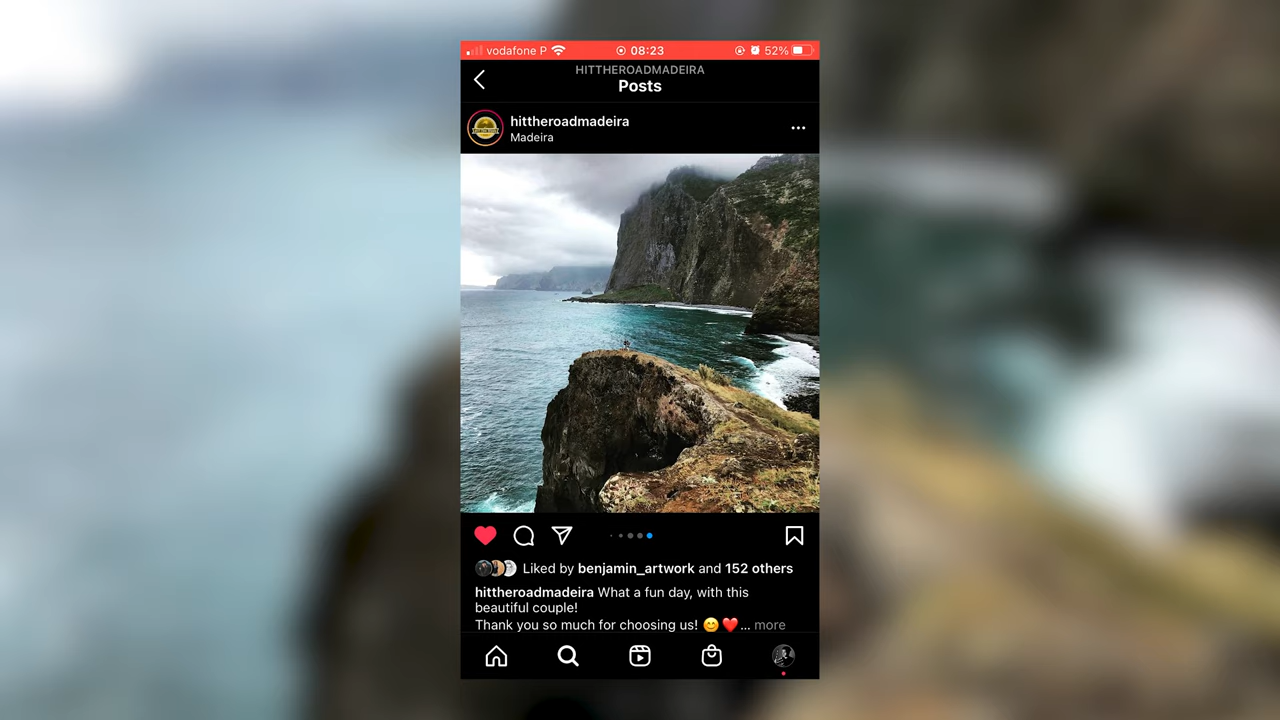 vodafone P 08:23 52%
HITTHEROADMADEIRA
Posts
hittheroadmadeira
Madeira
Liked by benjamin_artwork and 152 others
hittheroadmadeira What a fun day, with this
beautiful couple!
Thank you so much for choosing us! 😊❤️... more